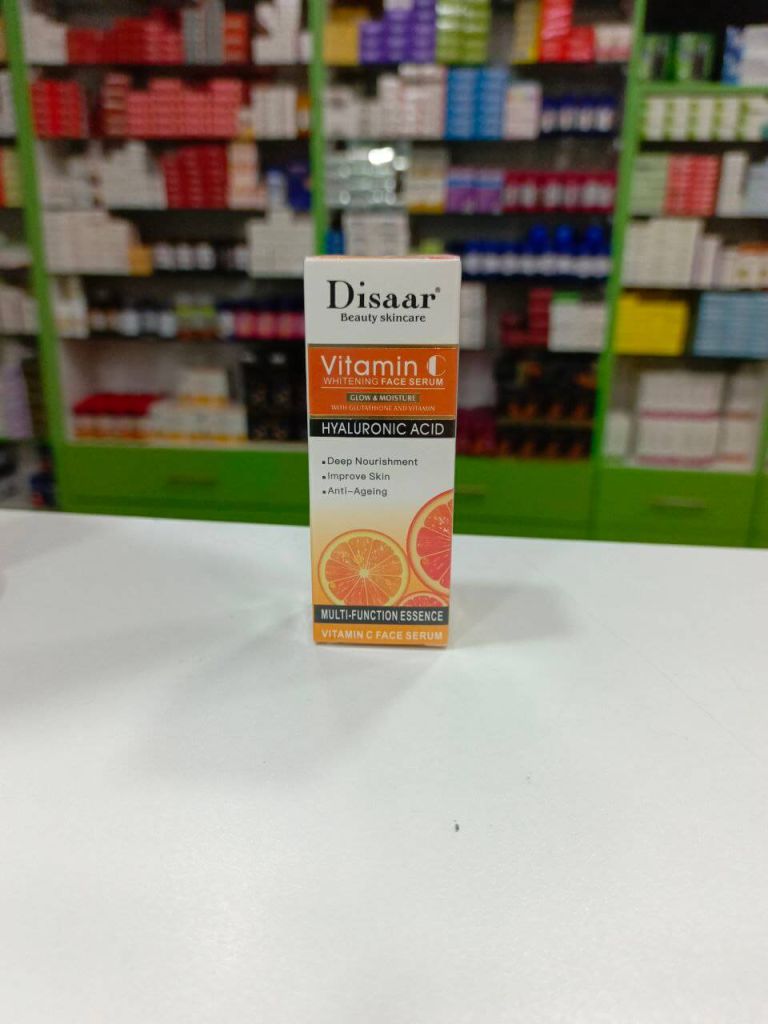 Disaar®
Beauty skincare
Vitamin C
WHITENING FACE SERUM
GLOW & MOISTURE
WITH GLUTATHIONE AND VITAMIN
HYALURONIC ACID
▪Deep Nourishment
▪Improve Skin
▪Anti-Ageing
MULTI-FUNCTION ESSENCE
VITAMIN C FACE SERUM